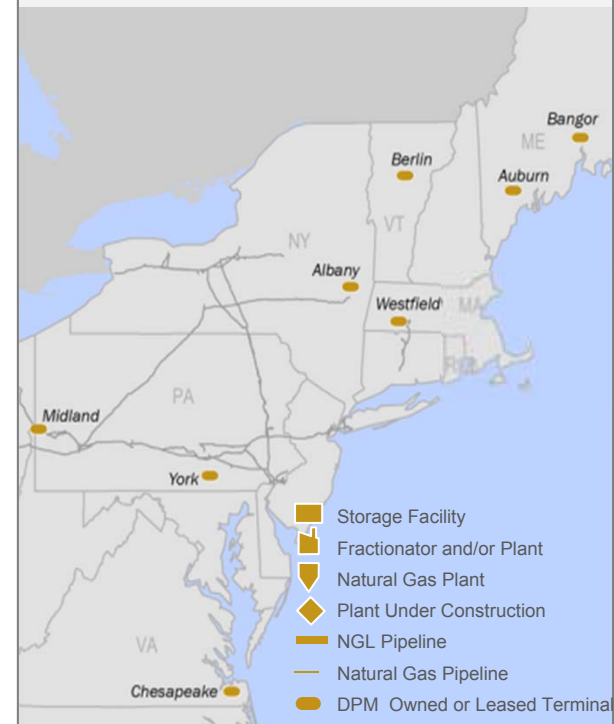 Bangor
ME
Berlin
Auburn
VT
NY
Albany
Westfield
MA
RI
PA
Midland
York
Storage Facility
Fractionator and/or Plant
Natural Gas Plant
Plant Under Construction
NGL Pipeline
VA
Natural Gas Pipeline
Chesapeake
DPM Owned or Leased Terminal